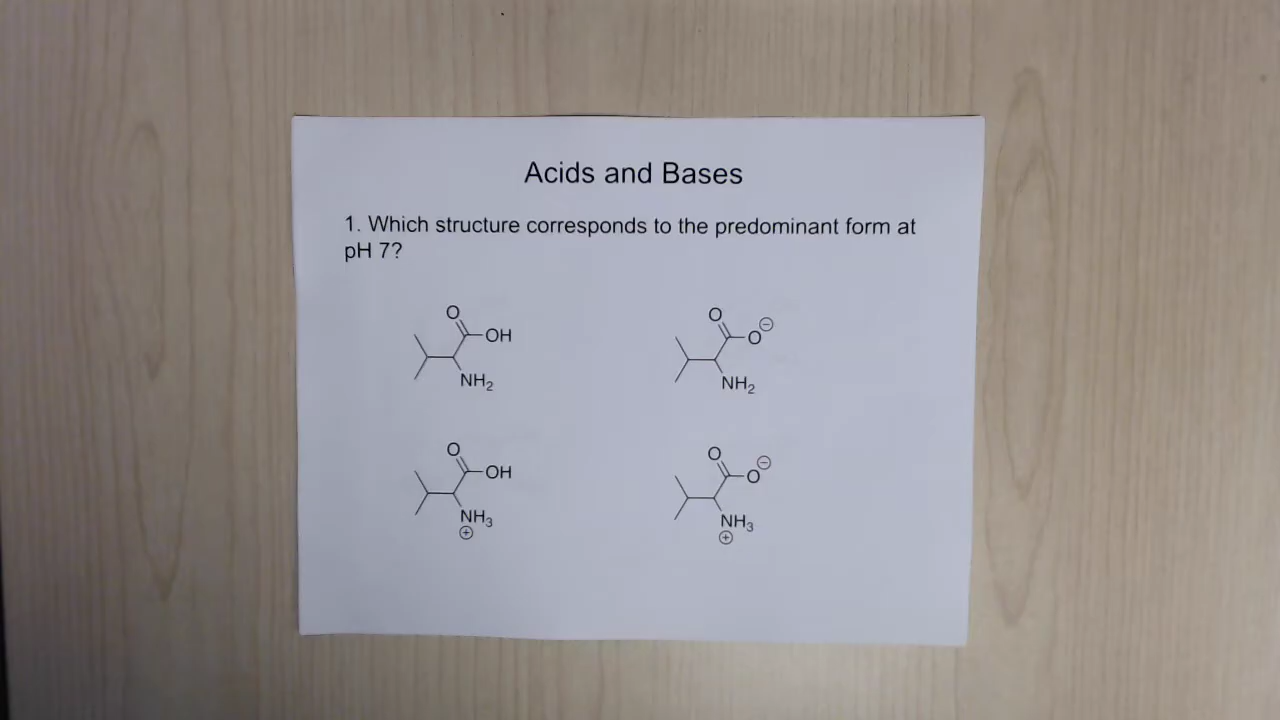 Acids and Bases
1. Which structure corresponds to the predominant form at
pH 7?
O
OH
NH₂
O
O⊖
NH₂
O
OH
NH₃
⊕
O
O⊖
NH₃
⊕